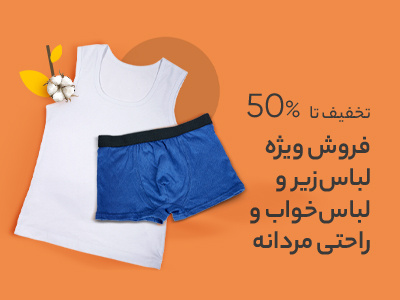 تخفیف تا 50%
فروش ویژه
لباس‌زیر و
لباس‌خواب و
راحتی مردانه